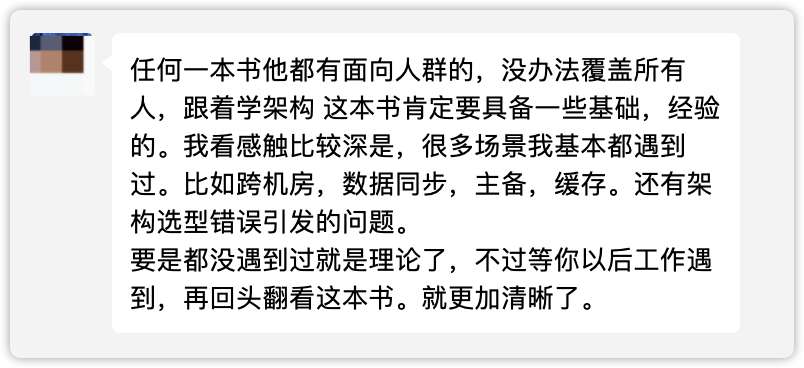 任何一本书他都有面向人群的，没办法覆盖所有
人，跟着学架构 这本书肯定要具备一些基础，经验
的。我看感触比较深是，很多场景我基本都遇到
过。比如跨机房，数据同步，主备，缓存。还有架
构选型错误引发的问题。
要是都没遇到过就是理论了，不过等你以后工作遇
到，再回头翻看这本书。就更加清晰了。